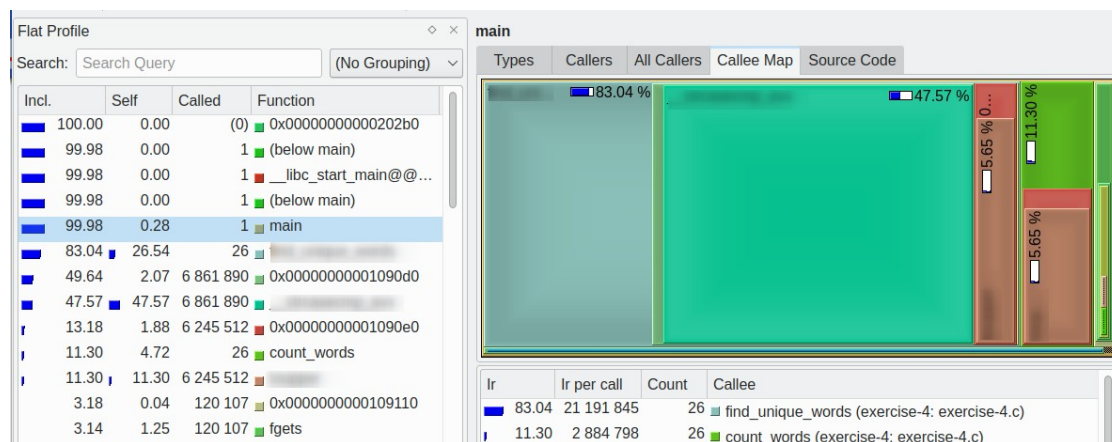 Flat Profile
Search: Search Query (No Grouping)
Incl. Self Called Function
100.00 0.00 (0) 0x00000000000202b0
99.98 0.00 1 (below main)
99.98 0.00 1 __libc_start_main@@...
99.98 0.00 1 (below main)
99.98 0.28 1 main
83.04 26.54 26
49.64 2.07 6 861 890 0x00000000001090d0
47.57 47.57 6 861 890
13.18 1.88 6 245 512 0x00000000001090e0
11.30 4.72 26 count_words
11.30 11.30 6 245 512
3.18 0.04 120 107 0x0000000000109110
3.14 1.25 120 107 fgets
main
Types Callers All Callers Callee Map Source Code
83.04 %
47.57 %
5.65 % 0...
11.30 %
5.65 %
Ir Ir per call Count Callee
83.04 21 191 845 26 find_unique_words (exercise-4: exercise-4.c)
11.30 2 884 798 26 count_words (exercise-4: exercise-4.c)